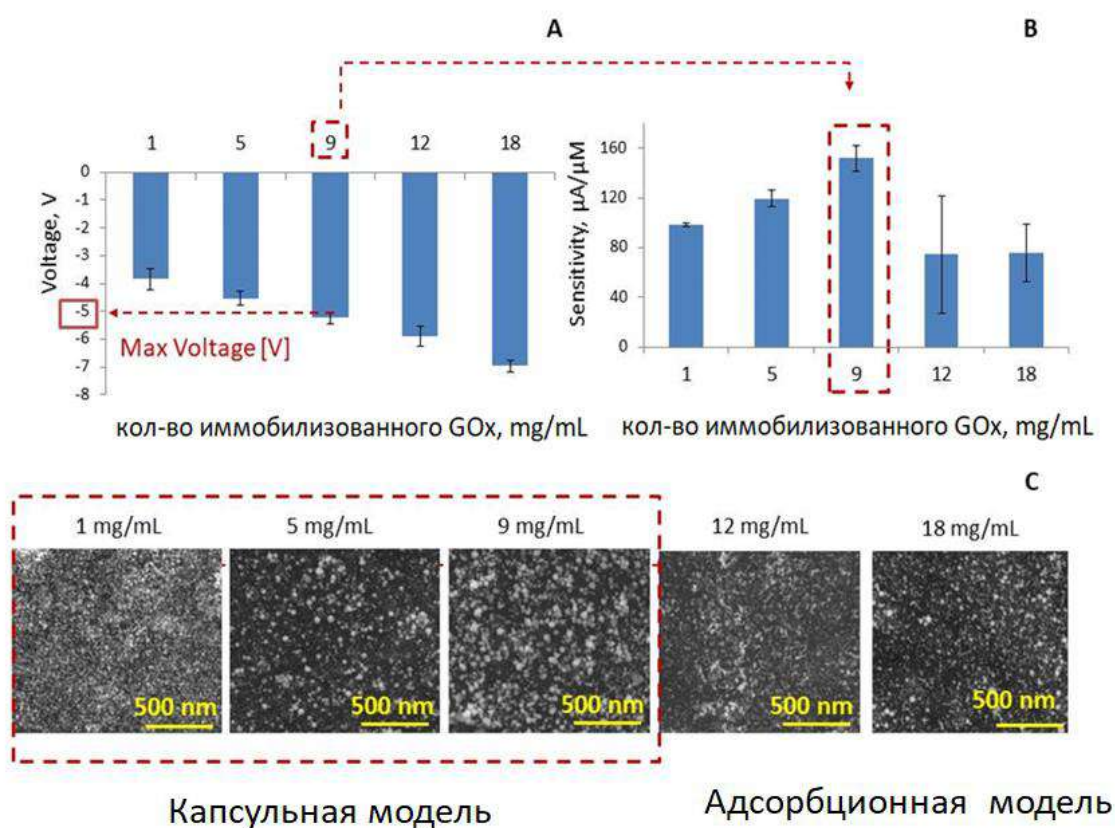 A
B
1 5 9 12 18
0
-1
-2
-3
-4
-5
-6
-7
-8
Voltage, V
Max Voltage [V]
кол-во иммобилизованного GOx, mg/mL
160
120
80
40
0
Sensitivity, μA/μM
1 5 9 12 18
кол-во иммобилизованного GOx, mg/mL
C
1 mg/mL 5 mg/mL 9 mg/mL 12 mg/mL 18 mg/mL
500 nm 500 nm 500 nm 500 nm 500 nm
Капсульная модель
Адсорбционная модель